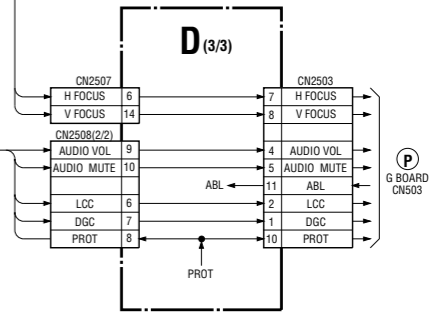 D (3/3)
CN2507
H FOCUS 6
V FOCUS 14
CN2508(2/2)
AUDIO VOL 9
AUDIO MUTE 10
LCC 6
DGC 7
PROT 8
ABL
PROT
CN2503
7 H FOCUS
8 V FOCUS
4 AUDIO VOL
5 AUDIO MUTE
11 ABL
2 LCC
1 DGC
10 PROT
P
G BOARD
CN503